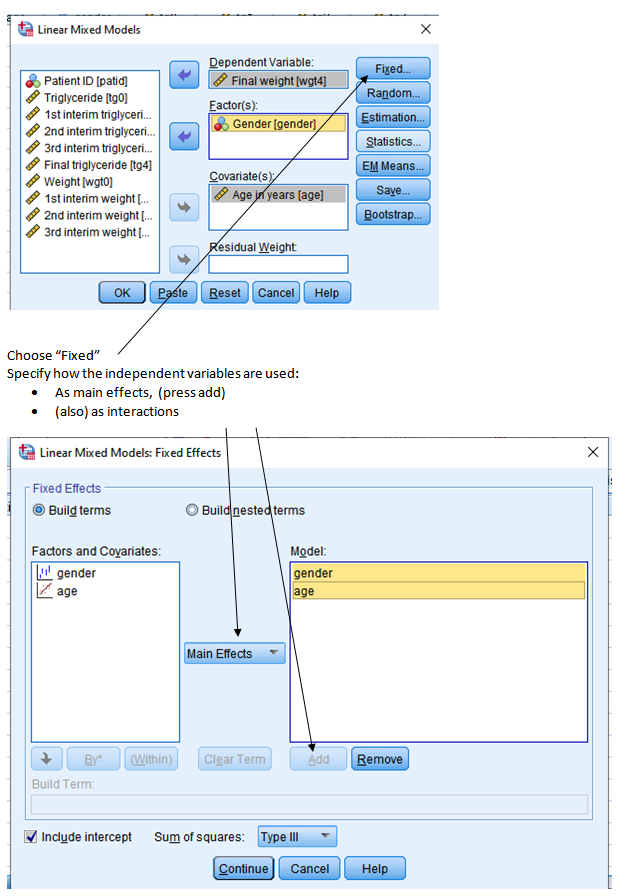 Linear Mixed Models
Dependent Variable:
Patient ID [patid]
Triglyceride [tg0]
1st interim triglyceri...
2nd interim triglyceri...
3rd interim triglyceri...
Final triglyceride [tg4]
Weight [wgt0]
1st interim weight [...
2nd interim weight [...
3rd interim weight [...
Final weight [wgt4]
Factor(s):
Gender [gender]
Covariate(s):
Age in years [age]
Residual Weight:
Fixed...
Random...
Estimation...
Statistics...
EM Means...
Save...
Bootstrap...
OK Paste Reset Cancel Help
Choose “Fixed”
Specify how the independent variables are used:
• As main effects, (press add)
• (also) as interactions
Linear Mixed Models: Fixed Effects
Fixed Effects
Build terms Build nested terms
Factors and Covariates:
gender
age
Main Effects
Model:
gender
age
By* (Within) Clear Term Add Remove
Build Term:
Include intercept Sum of squares: Type III
Continue Cancel Help